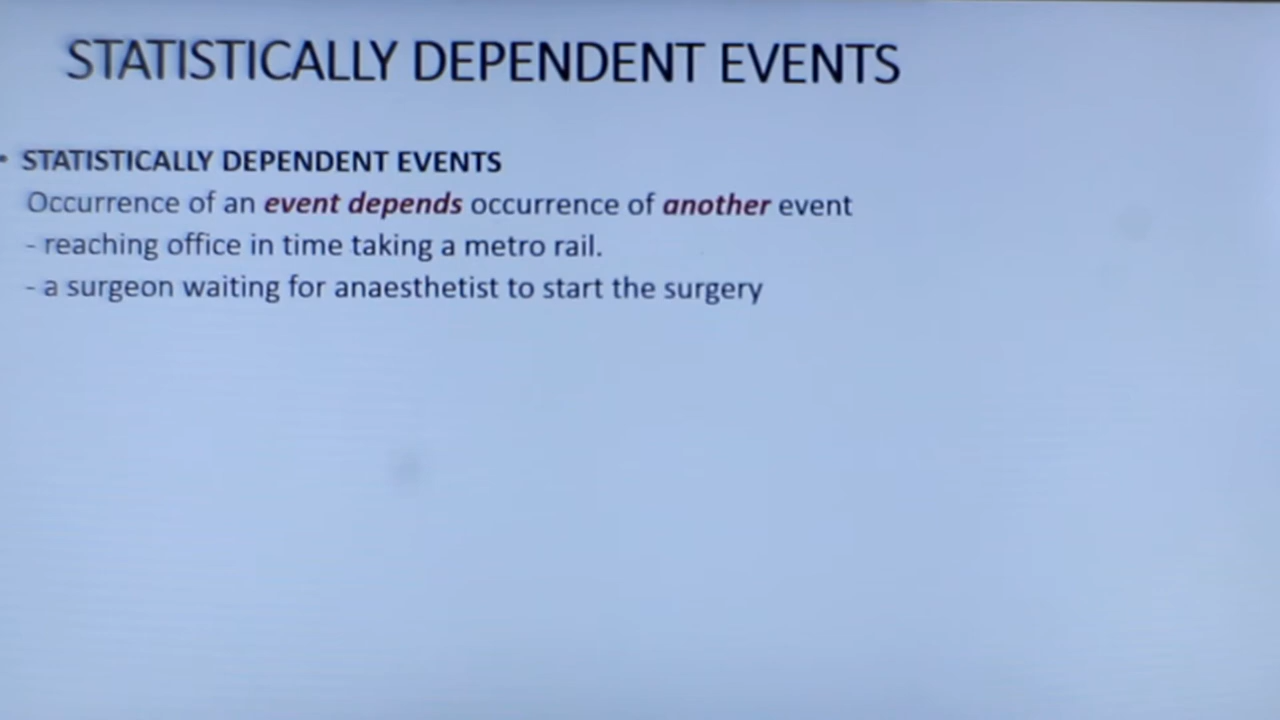 STATISTICALLY DEPENDENT EVENTS
• STATISTICALLY DEPENDENT EVENTS
Occurrence of an event depends occurrence of another event
- reaching office in time taking a metro rail.
- a surgeon waiting for anaesthetist to start the surgery